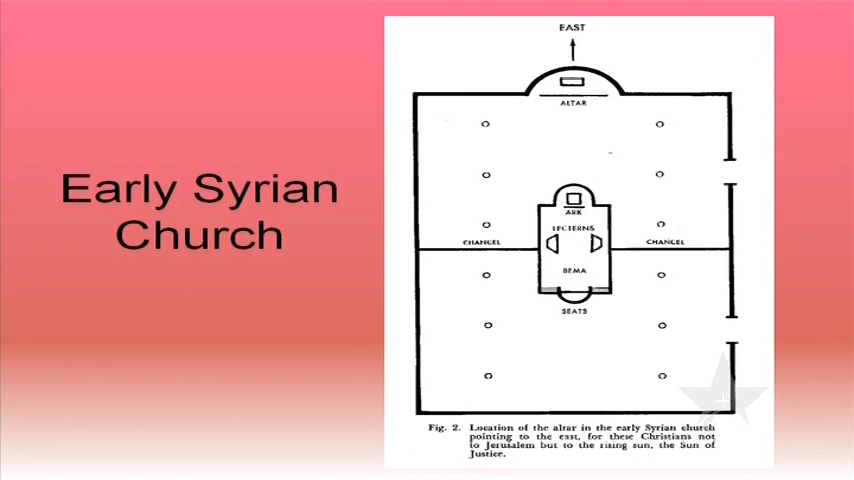 Early Syrian
Church
EAST
ALTAR
ARK
LECTERNS
CHANCEL
CHANCEL
BEMA
SEATS
Fig. 2. Location of the altar in the early Syrian church
pointing to the east, for these Christians not
to Jerusalem but to the rising sun, the Sun of
Justice.